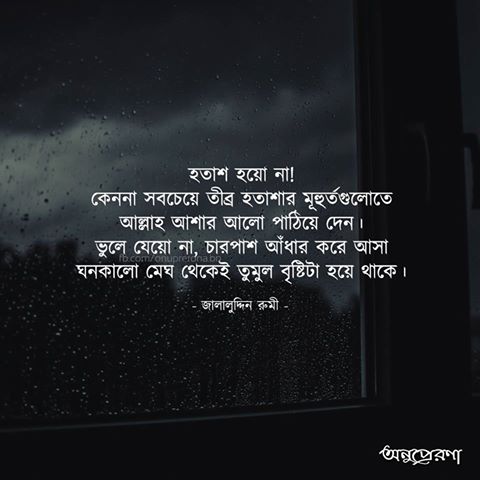 হতাশ হয়ো না!
কেননা সবচেয়ে তীব্র হতাশার মূহুর্তগুলোতে
আল্লাহ আশার আলো পাঠিয়ে দেন।
ভুলে যেয়ো না, চারপাশ আঁধার করে আসা
fb.com/onuprerona.bn
ঘনকালো মেঘ থেকেই তুমুল বৃষ্টিটা হয়ে থাকে।
- জালালুদ্দিন রুমী -
অনুপ্রেরণা